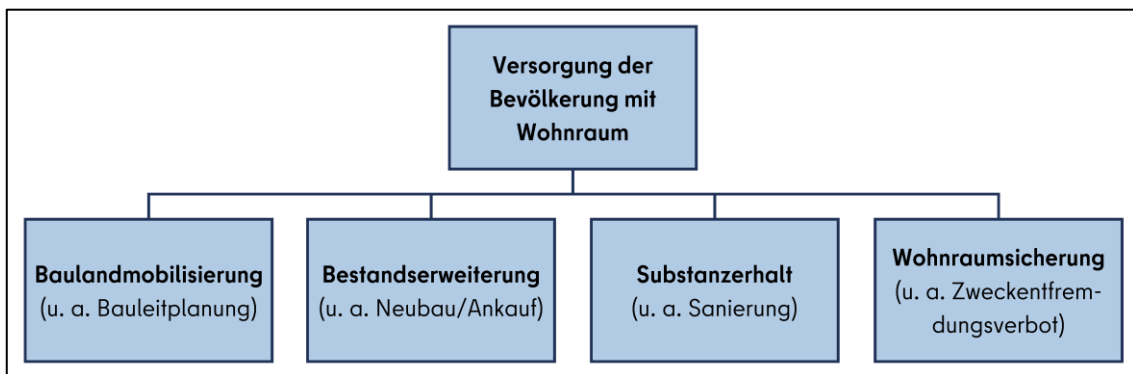 Versorgung der
Bevölkerung mit
Wohnraum
Baulandmobilisierung
(u. a. Bauleitplanung)
Bestandserweiterung
(u. a. Neubau/Ankauf)
Substanzerhalt
(u. a. Sanierung)
Wohnraumsicherung
(u. a. Zweckentfrem-
dungsverbot)